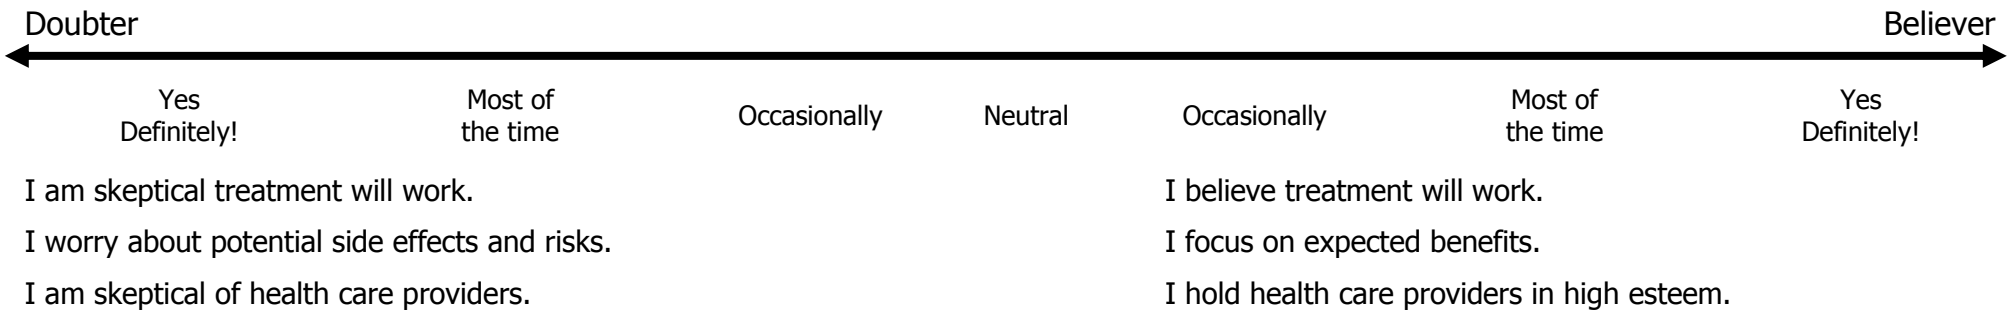 Doubter Believer
Yes Most of Most of Yes
Definitely! the time Occasionally Neutral Occasionally the time Definitely!
I am skeptical treatment will work. I believe treatment will work.
I worry about potential side effects and risks. I focus on expected benefits.
I am skeptical of health care providers. I hold health care providers in high esteem.